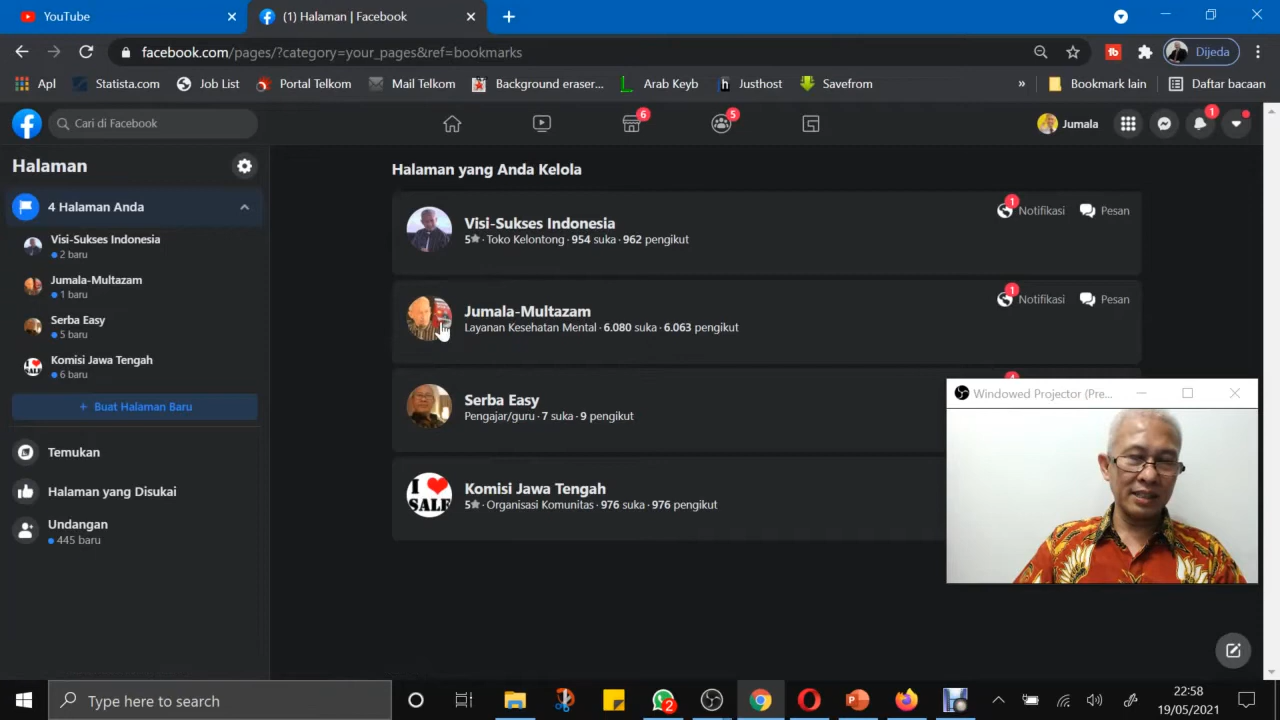 YouTube
(1) Halaman | Facebook
facebook.com/pages/?category=your_pages&ref=bookmarks
Dijeda
Apl
Statista.com
Job List
Portal Telkom
Mail Telkom
Background eraser...
Arab Keyb
Justhost
Savefrom
»
Bookmark lain
Daftar bacaan
Cari di Facebook
6
5
Jumala
1
Halaman
4 Halaman Anda
Visi-Sukses Indonesia
2 baru
Jumala-Multazam
1 baru
Serba Easy
5 baru
Komisi Jawa Tengah
6 baru
+ Buat Halaman Baru
Temukan
Halaman yang Disukai
Undangan
445 baru
Halaman yang Anda Kelola
Visi-Sukses Indonesia
5★ · Toko Kelontong · 954 suka · 962 pengikut
1
Notifikasi
Pesan
Jumala-Multazam
Layanan Kesehatan Mental · 6.080 suka · 6.063 pengikut
1
Notifikasi
Pesan
Serba Easy
Pengajar/guru · 7 suka · 9 pengikut
I ❤ SALE
Komisi Jawa Tengah
5★ · Organisasi Komunitas · 976 suka · 976 pengikut
Windowed Projector (Pre...
Type here to search
2
22:58
19/05/2021